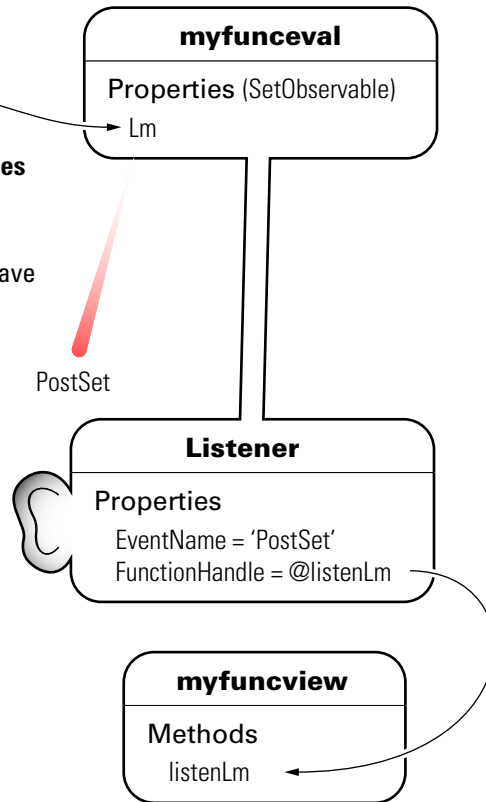 myfunceval
Properties (SetObservable)
Lm
es
ave
PostSet
Listener
Properties
EventName = 'PostSet'
FunctionHandle = @listenLm
myfuncview
Methods
listenLm